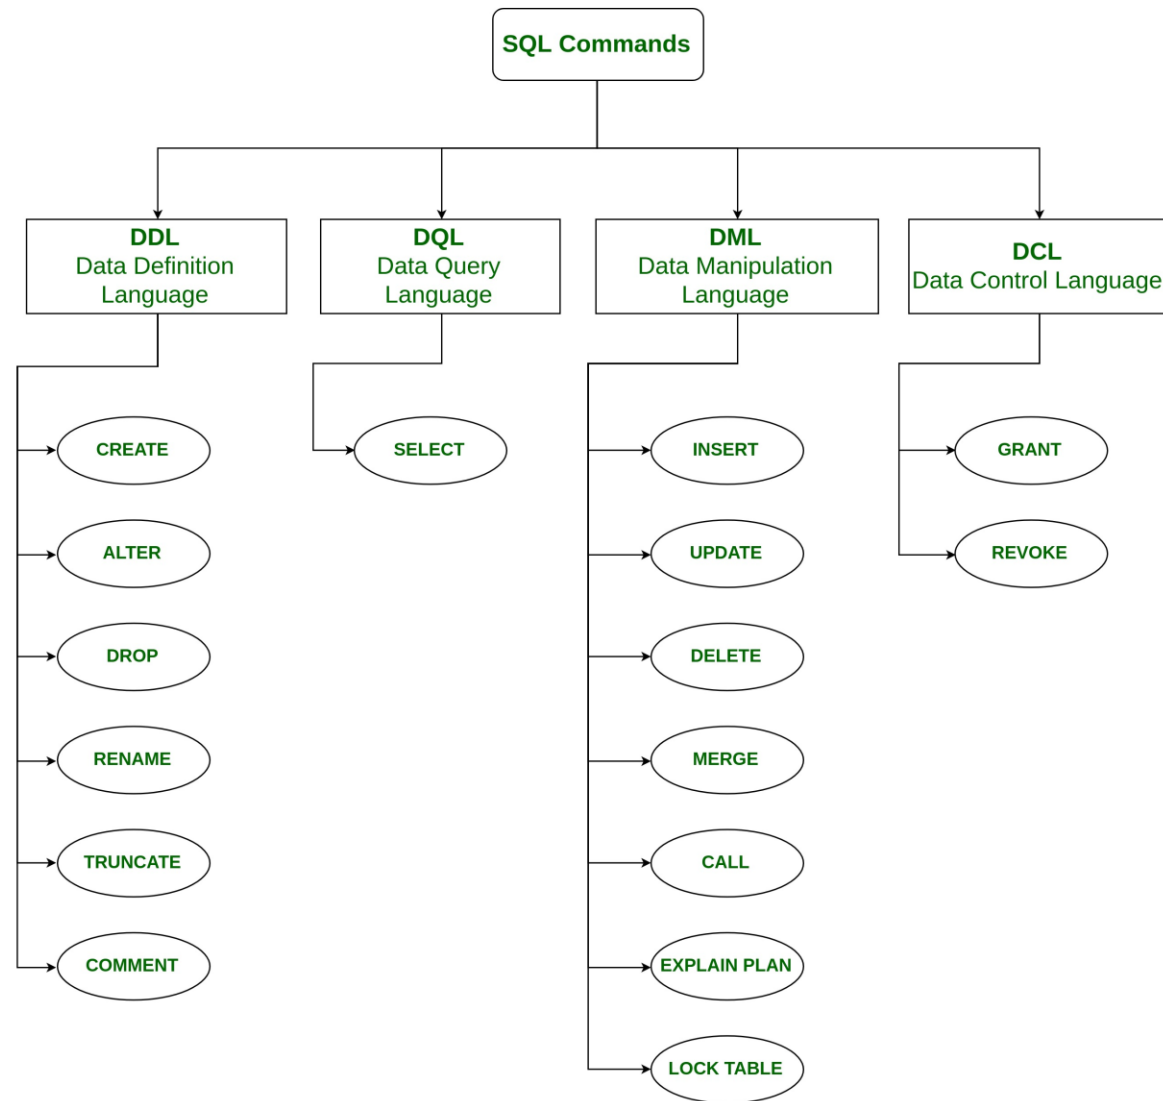 SQL Commands
DDL
Data Definition
Language
DQL
Data Query
Language
DML
Data Manipulation
Language
DCL
Data Control Language
CREATE
ALTER
DROP
RENAME
TRUNCATE
COMMENT
SELECT
INSERT
UPDATE
DELETE
MERGE
CALL
EXPLAIN PLAN
LOCK TABLE
GRANT
REVOKE